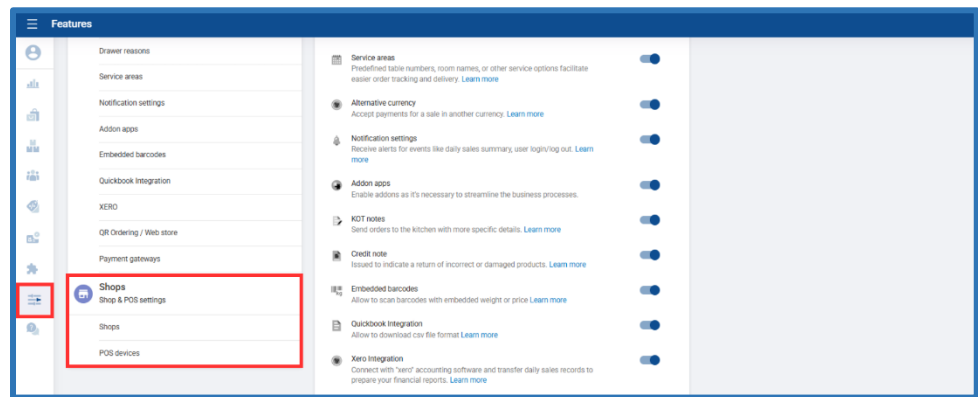 Features
Drawer reasons
Service areas
Notification settings
Addon apps
Embedded barcodes
Quickbook Integration
XERO
QR Ordering / Web store
Payment gateways
Shops
Shop & POS settings
Shops
POS devices
Service areas
Predefined table numbers, room names, or other service options facilitate
easier order tracking and delivery. Learn more
Alternative currency
Accept payments for a sale in another currency. Learn more
Notification settings
Receive alerts for events like daily sales summary, user login/log out. Learn
more
Addon apps
Enable addons as it's necessary to streamline the business processes.
KOT notes
Send orders to the kitchen with more specific details. Learn more
Credit note
Issued to indicate a return of incorrect or damaged products. Learn more
Embedded barcodes
Allow to scan barcodes with embedded weight or price Learn more
Quickbook Integration
Allow to download csv file format Learn more
Xero Integration
Connect with "xero" accounting software and transfer daily sales records to
prepare your financial reports. Learn more